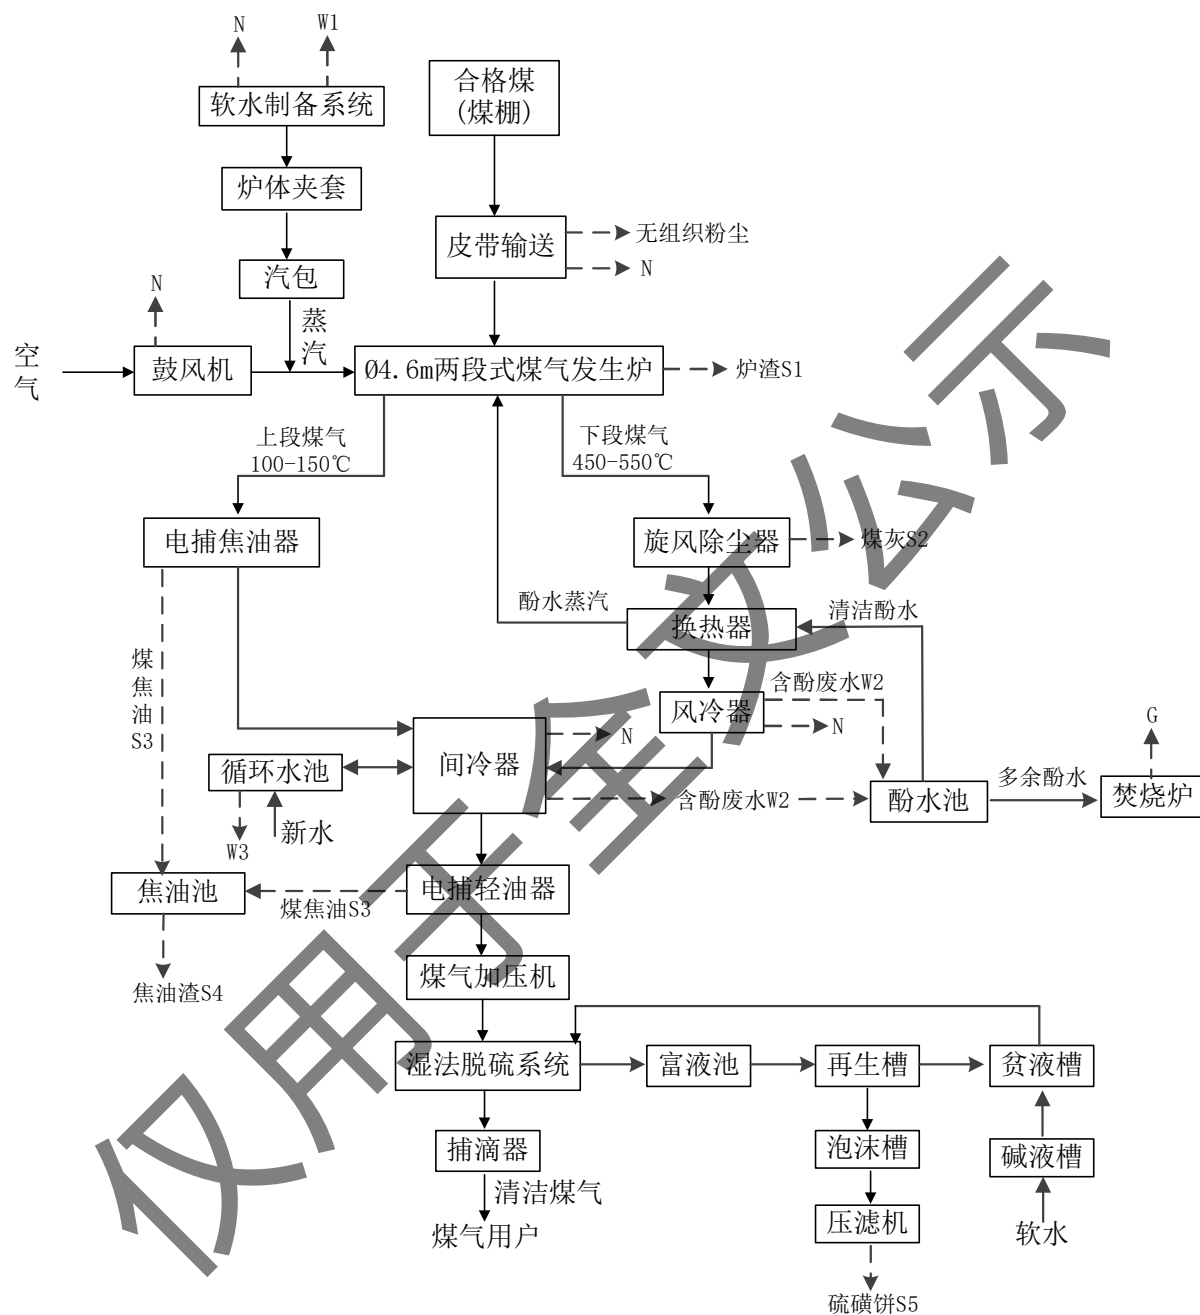 N
W1
软水制备系统
合格煤
(煤棚)
炉体夹套
皮带输送
无组织粉尘
N
汽包
N
蒸
汽
空
气
鼓风机
Ø4.6m两段式煤气发生炉
炉渣S1
上段煤气
100-150℃
下段煤气
450-550℃
电捕焦油器
旋风除尘器
煤灰S2
酚水蒸汽
换热器
清洁酚水
煤
焦
油
S3
含酚废水W2
风冷器
N
G
间冷器
N
循环水池
含酚废水W2
酚水池
多余酚水
焚烧炉
W3
新水
焦油池
煤焦油S3
电捕轻油器
焦油渣S4
煤气加压机
湿法脱硫系统
富液池
再生槽
贫液槽
捕滴器
泡沫槽
碱液槽
清洁煤气
煤气用户
压滤机
软水
硫磺饼S5
仅用于全文公示